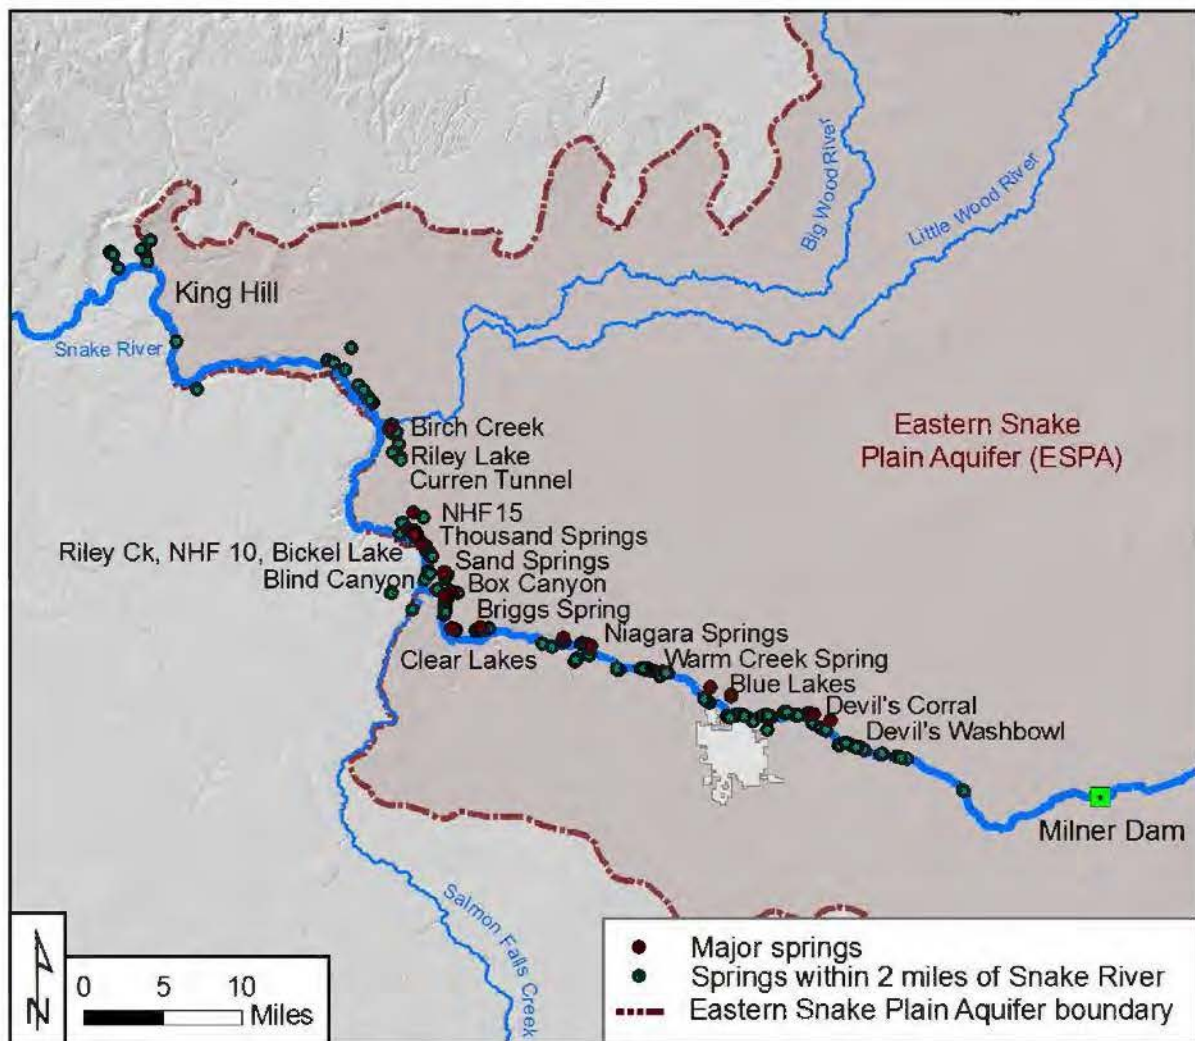 Big Wood River
Little Wood River
King Hill
Snake River
Birch Creek
Riley Lake
Curren Tunnel
Eastern Snake
Plain Aquifer (ESPA)
NHF15
Thousand Springs
Riley Ck, NHF 10, Bickel Lake
Sand Springs
Blind Canyon
Box Canyon
Briggs Spring
Niagara Springs
Clear Lakes
Warm Creek Spring
Blue Lakes
Devil's Corral
Devil's Washbowl
Milner Dam
Salmon Falls Creek
N
0 5 10
Miles
Major springs
Springs within 2 miles of Snake River
Eastern Snake Plain Aquifer boundary